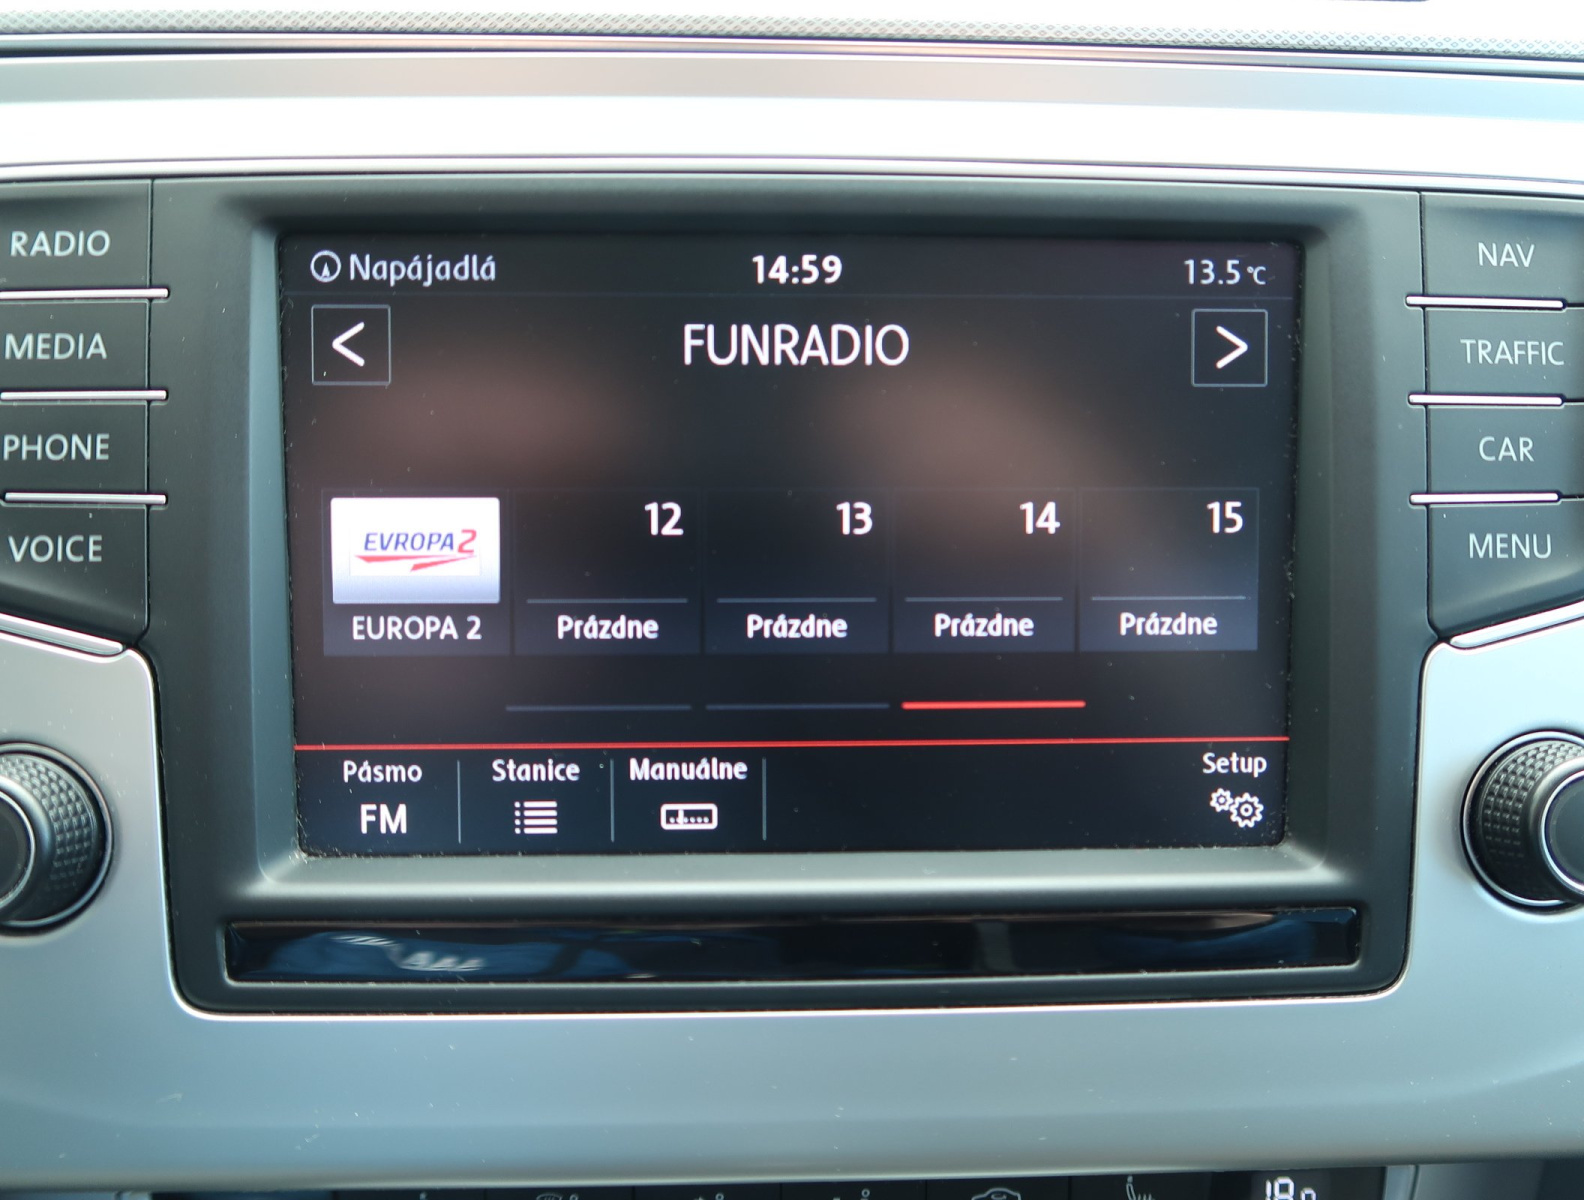 RADIO
MEDIA
PHONE
VOICE
Napájadlá 14:59 13.5 °C
< FUNRADIO >
EVROPA 2 12 13 14 15
EUROPA 2 Prázdne Prázdne Prázdne Prázdne
Pásmo Stanice Manuálne Setup
FM
NAV
TRAFFIC
CAR
MENU